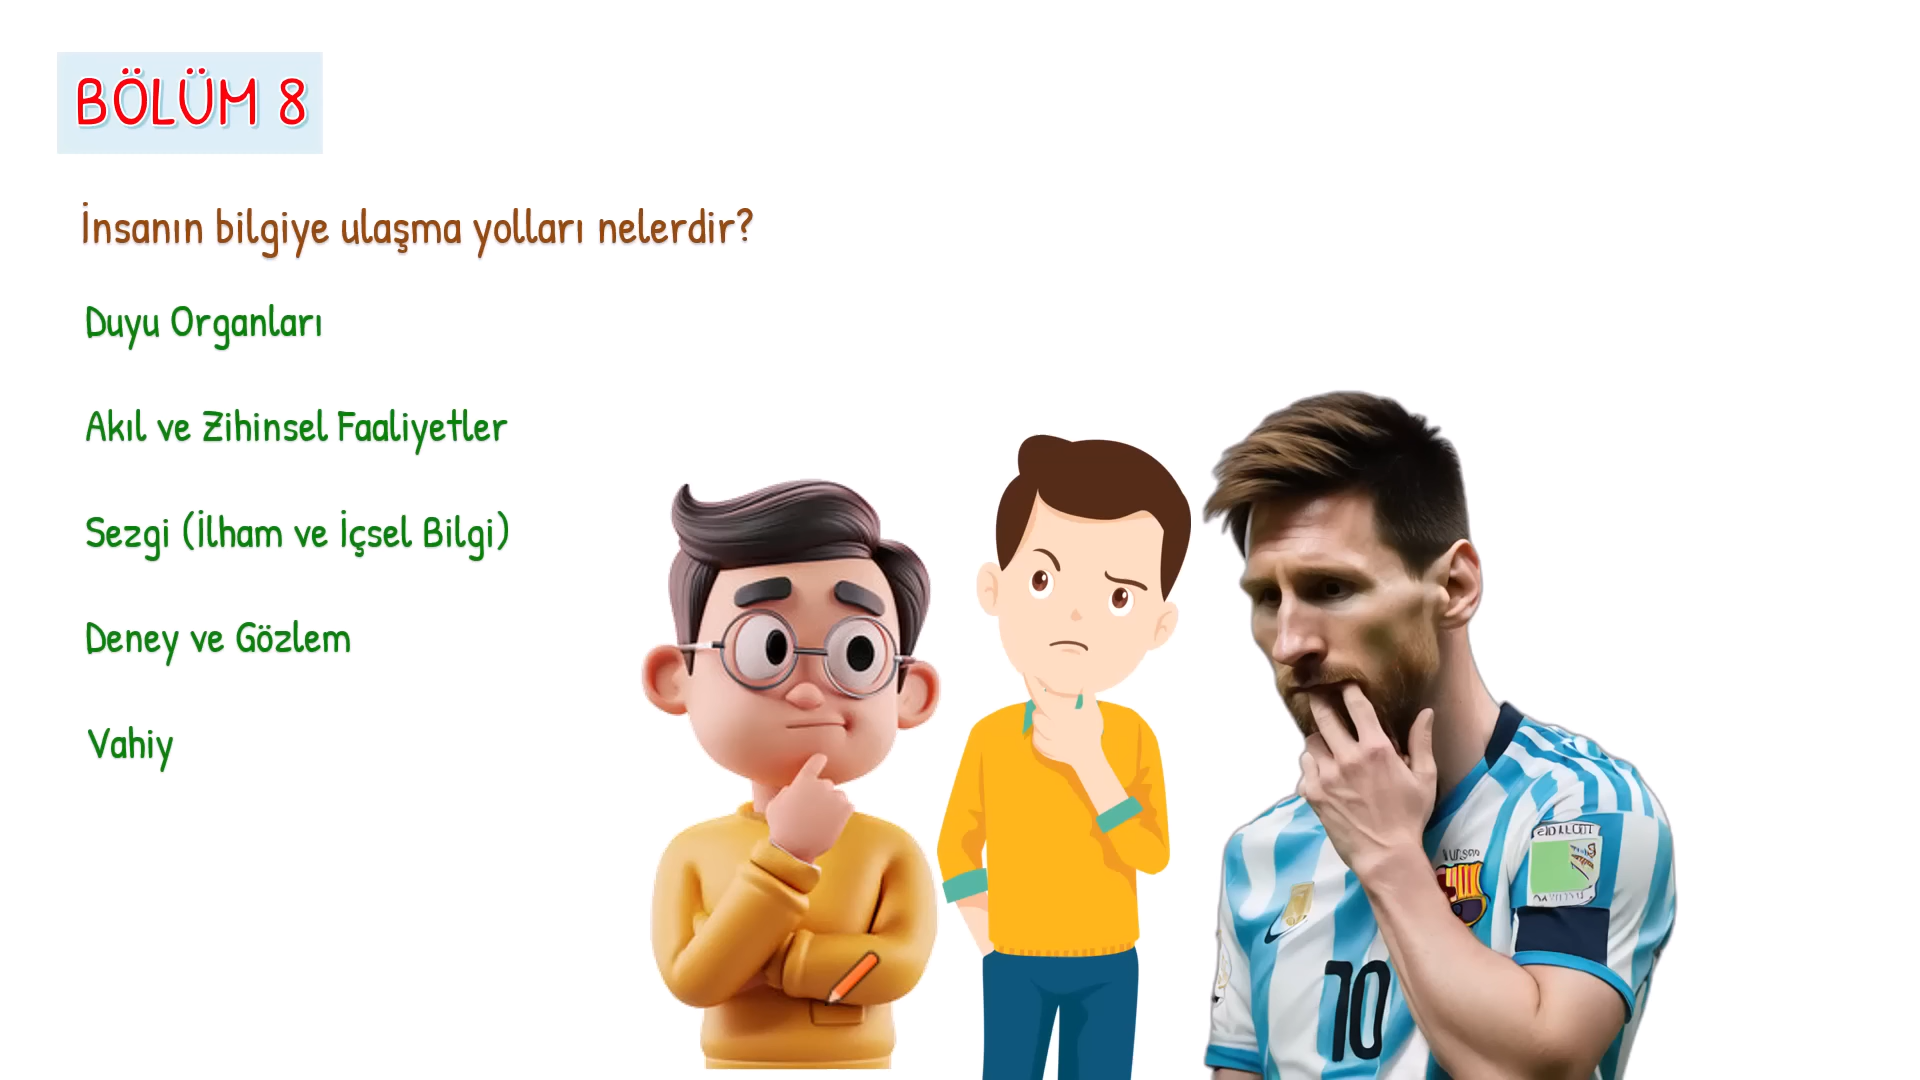 BÖLÜM 8
İnsanın bilgiye ulaşma yolları nelerdir?
Duyu Organları
Akıl ve Zihinsel Faaliyetler
Sezgi (İlham ve İçsel Bilgi)
Deney ve Gözlem
Vahiy
10